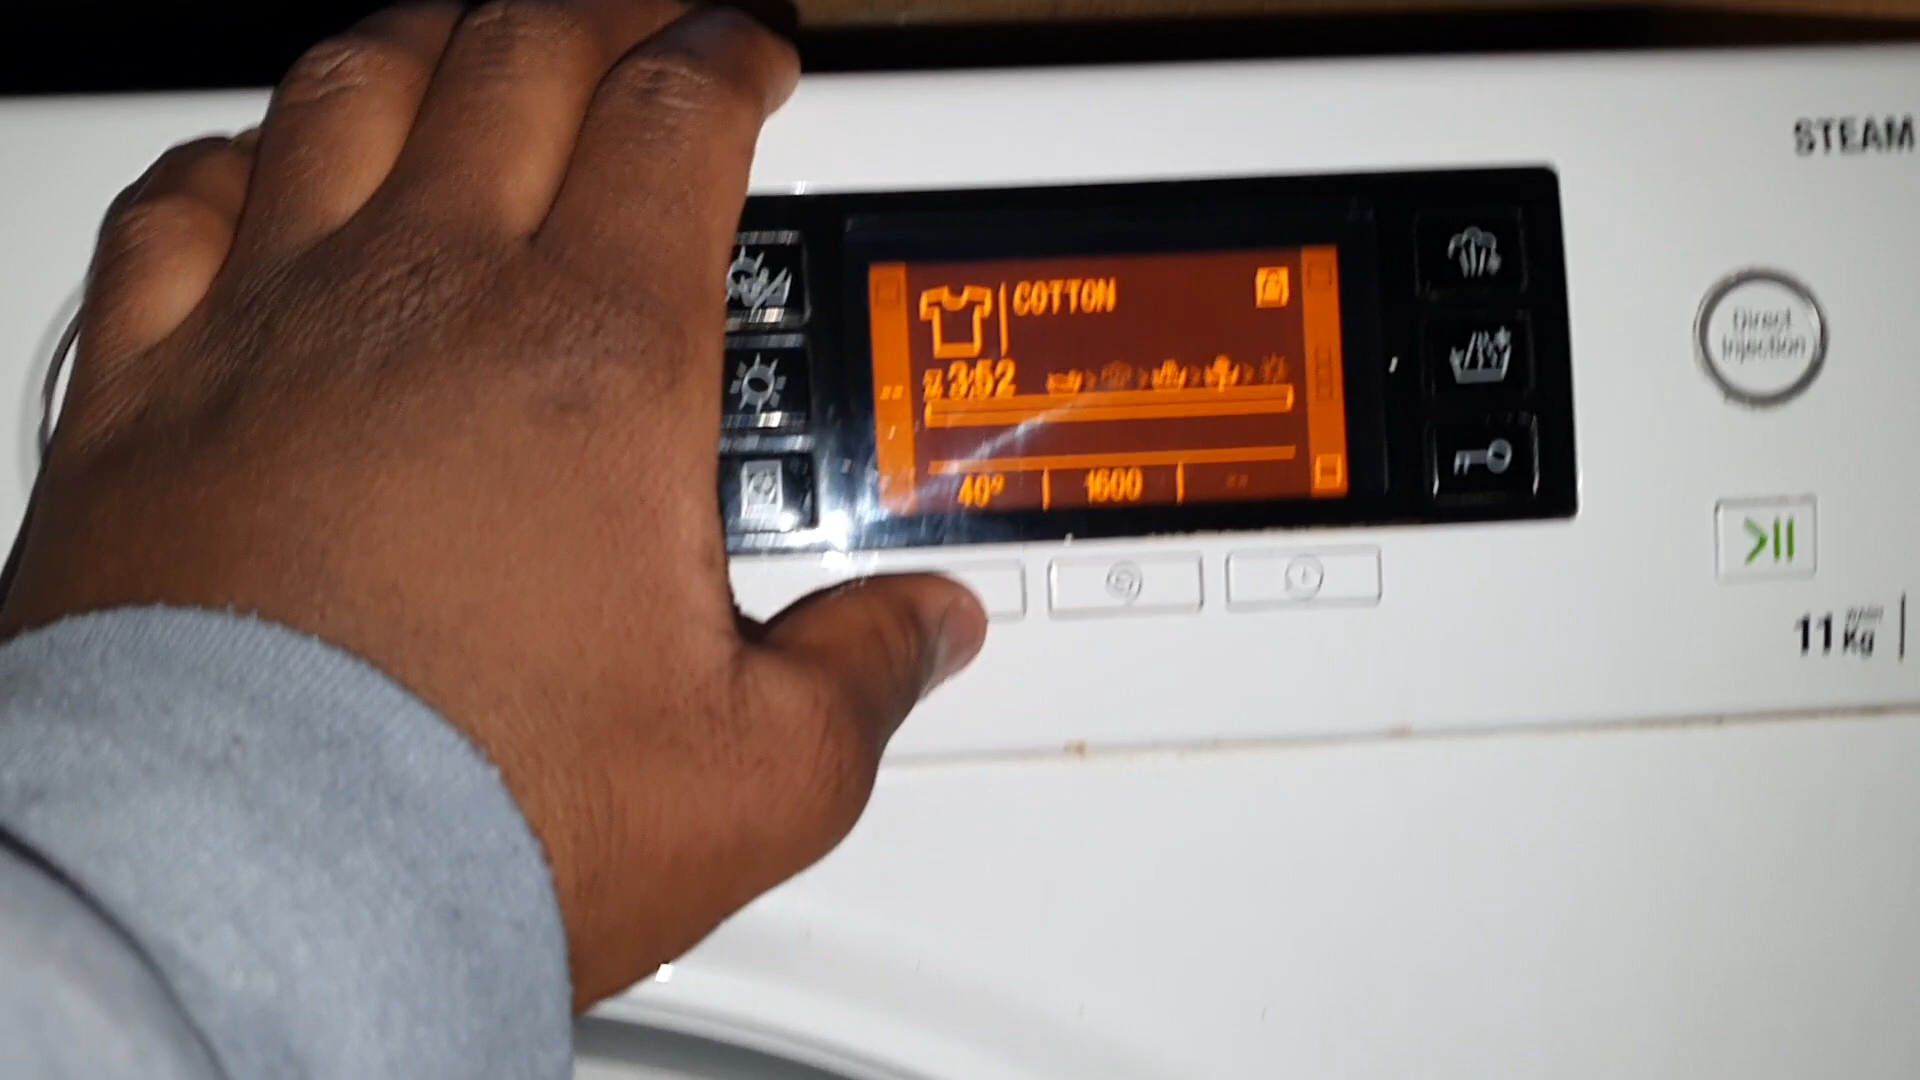 STEAM
COTTON
3:52
40°
1600
Direct
Injection
11 Kg